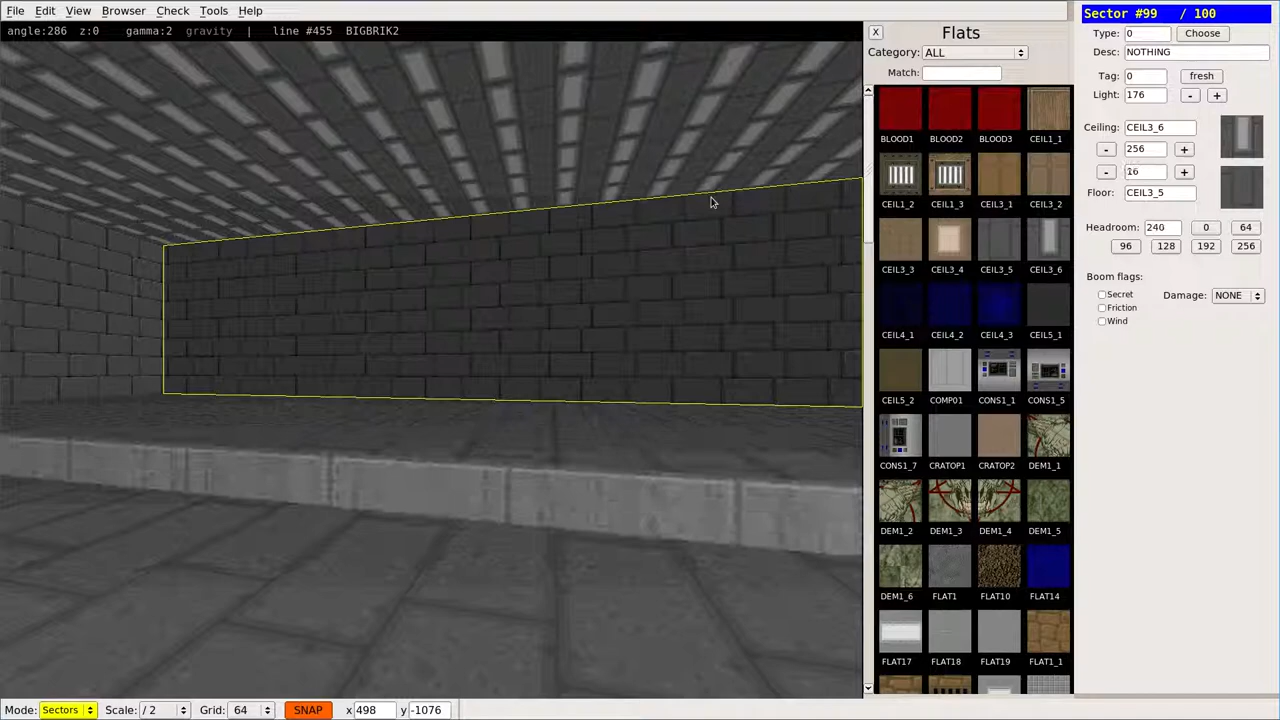 File Edit View Browser Check Tools Help
angle:286 z:0 gamma:2 gravity | line #455 BIGBRIK2
X Flats
Category: ALL
Match:
BLOOD1 BLOOD2 BLOOD3 CEIL1_1
CEIL1_2 CEIL1_3 CEIL3_1 CEIL3_2
CEIL3_3 CEIL3_4 CEIL3_5 CEIL3_6
CEIL4_1 CEIL4_2 CEIL4_3 CEIL5_1
CEIL5_2 COMP01 CONS1_1 CONS1_5
CONS1_7 CRATOP1 CRATOP2 DEM1_1
DEM1_2 DEM1_3 DEM1_4 DEM1_5
DEM1_6 FLAT1 FLAT10 FLAT14
FLAT17 FLAT18 FLAT19 FLAT1_1
Sector #99 / 100
Type: 0 Choose
Desc: NOTHING
Tag: 0 fresh
Light: 176 - +
Ceiling: CEIL3_6
- 256 +
- 16 +
Floor: CEIL3_5
Headroom: 240 0 64
96 128 192 256
Boom flags:
Secret Damage: NONE
Friction
Wind
Mode: Sectors Scale: / 2 Grid: 64 SNAP x 498 y -1076